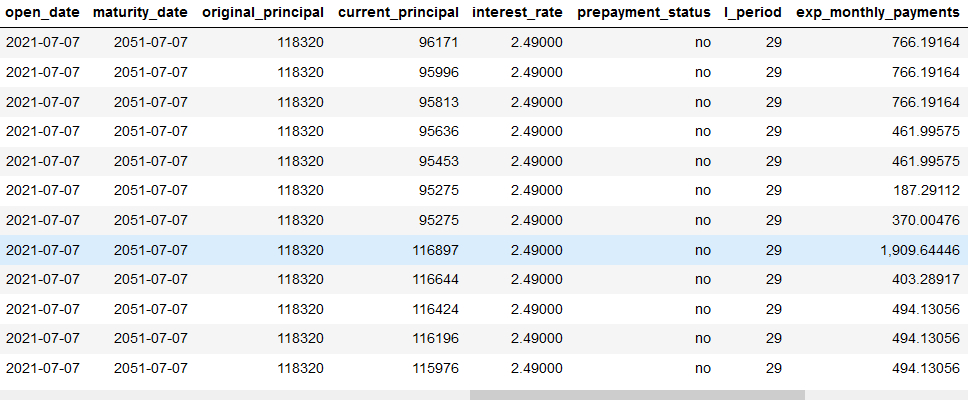 open_date maturity_date original_principal current_principal interest_rate prepayment_status l_period exp_monthly_payments
2021-07-07 2051-07-07 118320 96171 2.49000 no 29 766.19164
2021-07-07 2051-07-07 118320 95996 2.49000 no 29 766.19164
2021-07-07 2051-07-07 118320 95813 2.49000 no 29 766.19164
2021-07-07 2051-07-07 118320 95636 2.49000 no 29 461.99575
2021-07-07 2051-07-07 118320 95453 2.49000 no 29 461.99575
2021-07-07 2051-07-07 118320 95275 2.49000 no 29 187.29112
2021-07-07 2051-07-07 118320 95275 2.49000 no 29 370.00476
2021-07-07 2051-07-07 118320 116897 2.49000 no 29 1,909.64446
2021-07-07 2051-07-07 118320 116644 2.49000 no 29 403.28917
2021-07-07 2051-07-07 118320 116424 2.49000 no 29 494.13056
2021-07-07 2051-07-07 118320 116196 2.49000 no 29 494.13056
2021-07-07 2051-07-07 118320 115976 2.49000 no 29 494.13056